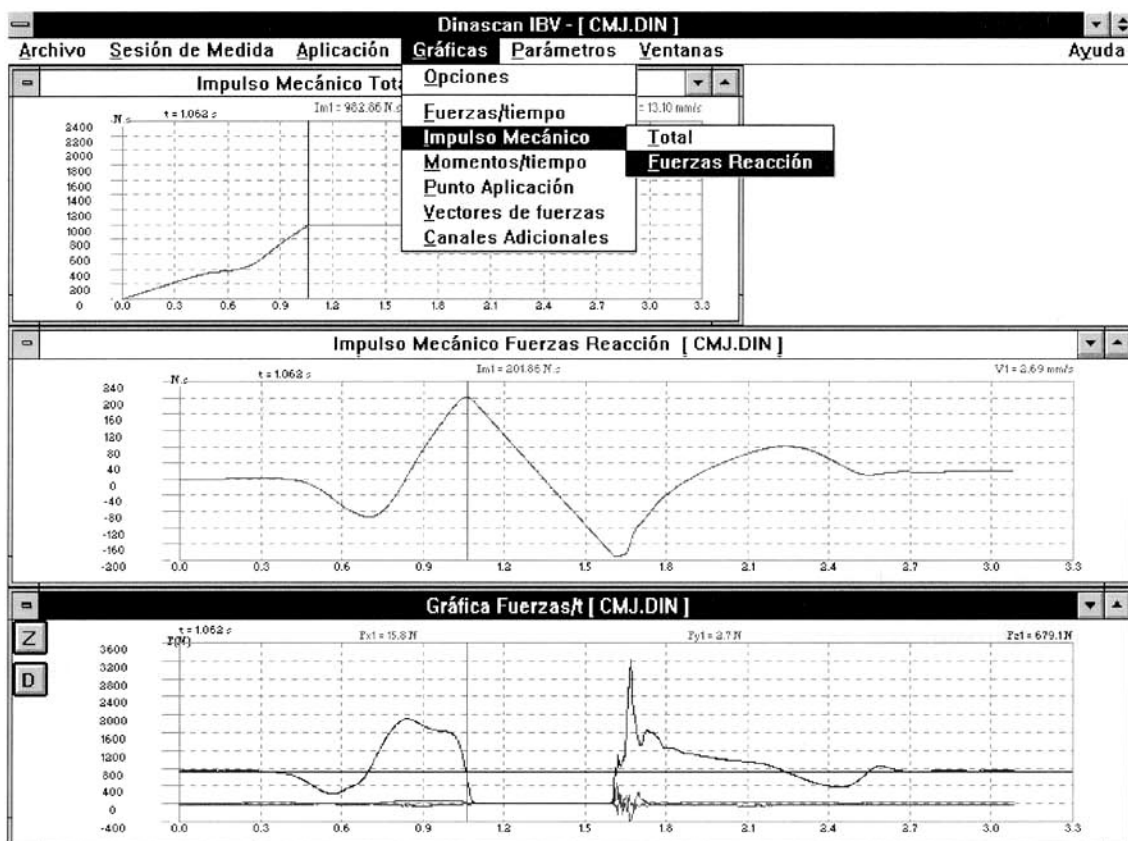 Dinascan IBV - [ CMJ.DIN ]
Archivo Sesión de Medida Aplicación Gráficas Parámetros Ventanas Ayuda
Opciones
Fuerzas/tiempo
Impulso Mecánico
Momentos/tiempo
Punto Aplicación
Vectores de fuerzas
Canales Adicionales
Total
Fuerzas Reacción
Impulso Mecánico Tota
t = 1.062 s Im1 = 982.86 N.s = 13.10 mm/s
N.s
2400
2200
2000
1800
1600
1400
1200
1000
800
600
400
200
0
0.0 0.3 0.6 0.9 1.2 1.5 1.8 2.1 2.4 2.7 3.0 3.3
Impulso Mecánico Fuerzas Reacción [ CMJ.DIN ]
t = 1.062 s Im1 = 201.86 N.s V1 = 2.69 mm/s
N.s
240
200
160
120
80
40
0
-40
-80
-120
-160
-200
0.0 0.3 0.6 0.9 1.2 1.5 1.8 2.1 2.4 2.7 3.0 3.3
Gráfica Fuerzas/t [ CMJ.DIN ]
Z
D
t = 1.062 s Fx1 = 15.8 N Fy1 = 2.7 N Fz1 = 679.1 N
F(N)
3600
3200
2800
2400
2000
1600
1200
800
400
0
-400
0.0 0.3 0.6 0.9 1.2 1.5 1.8 2.1 2.4 2.7 3.0 3.3